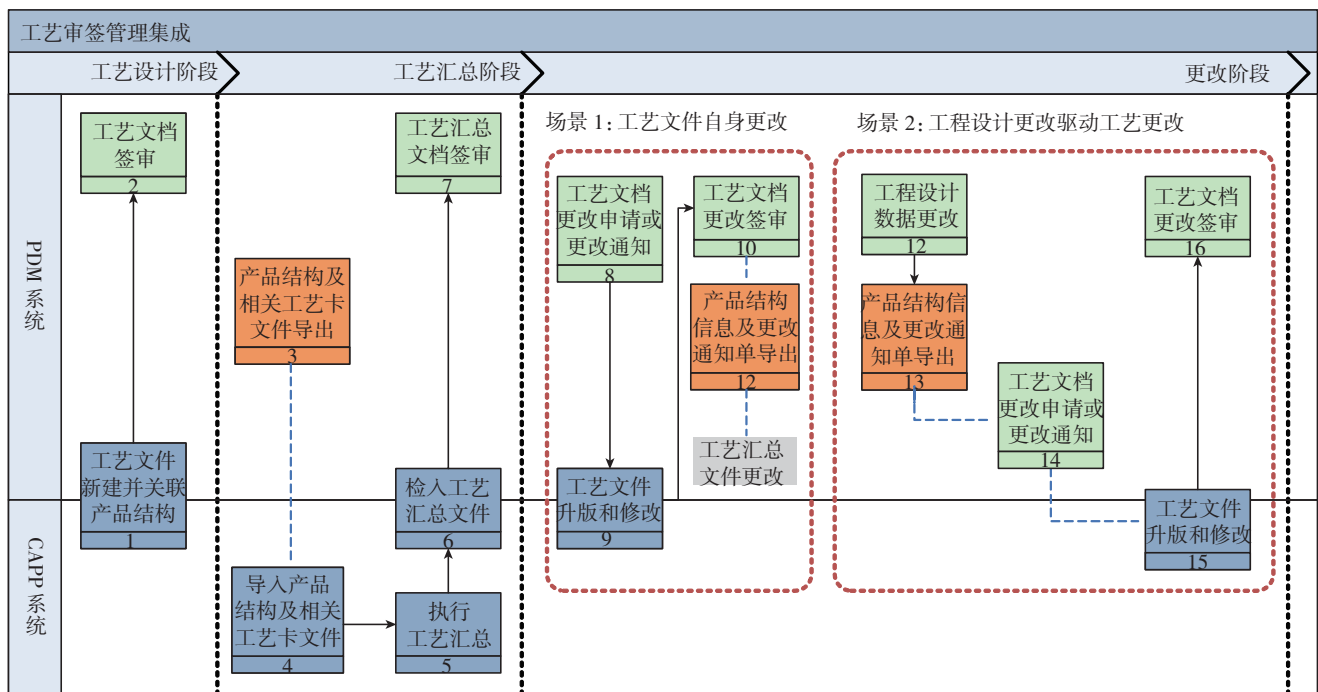 工艺审签管理集成
工艺设计阶段
工艺汇总阶段
更改阶段
PDM 系统
CAPP 系统
工艺文档
签审
2
工艺文件
新建并关联
产品结构
1
产品结构及
相关工艺卡
文件导出
3
导入产品
结构及相关
工艺卡文件
4
工艺汇总
文档签审
7
检入工艺
汇总文件
6
执行
工艺汇总
5
场景 1:工艺文件自身更改
工艺文档
更改申请或
更改通知
8
工艺文件
升版和修改
9
工艺文档
更改签审
10
产品结构
信息及更改
通知单导出
12
工艺汇总
文件更改
场景 2:工程设计更改驱动工艺更改
工程设计
数据更改
12
产品结构信
息及更改通
知单导出
13
工艺文档
更改申请或
更改通知
14
工艺文件
升版和修改
15
工艺文档
更改签审
16